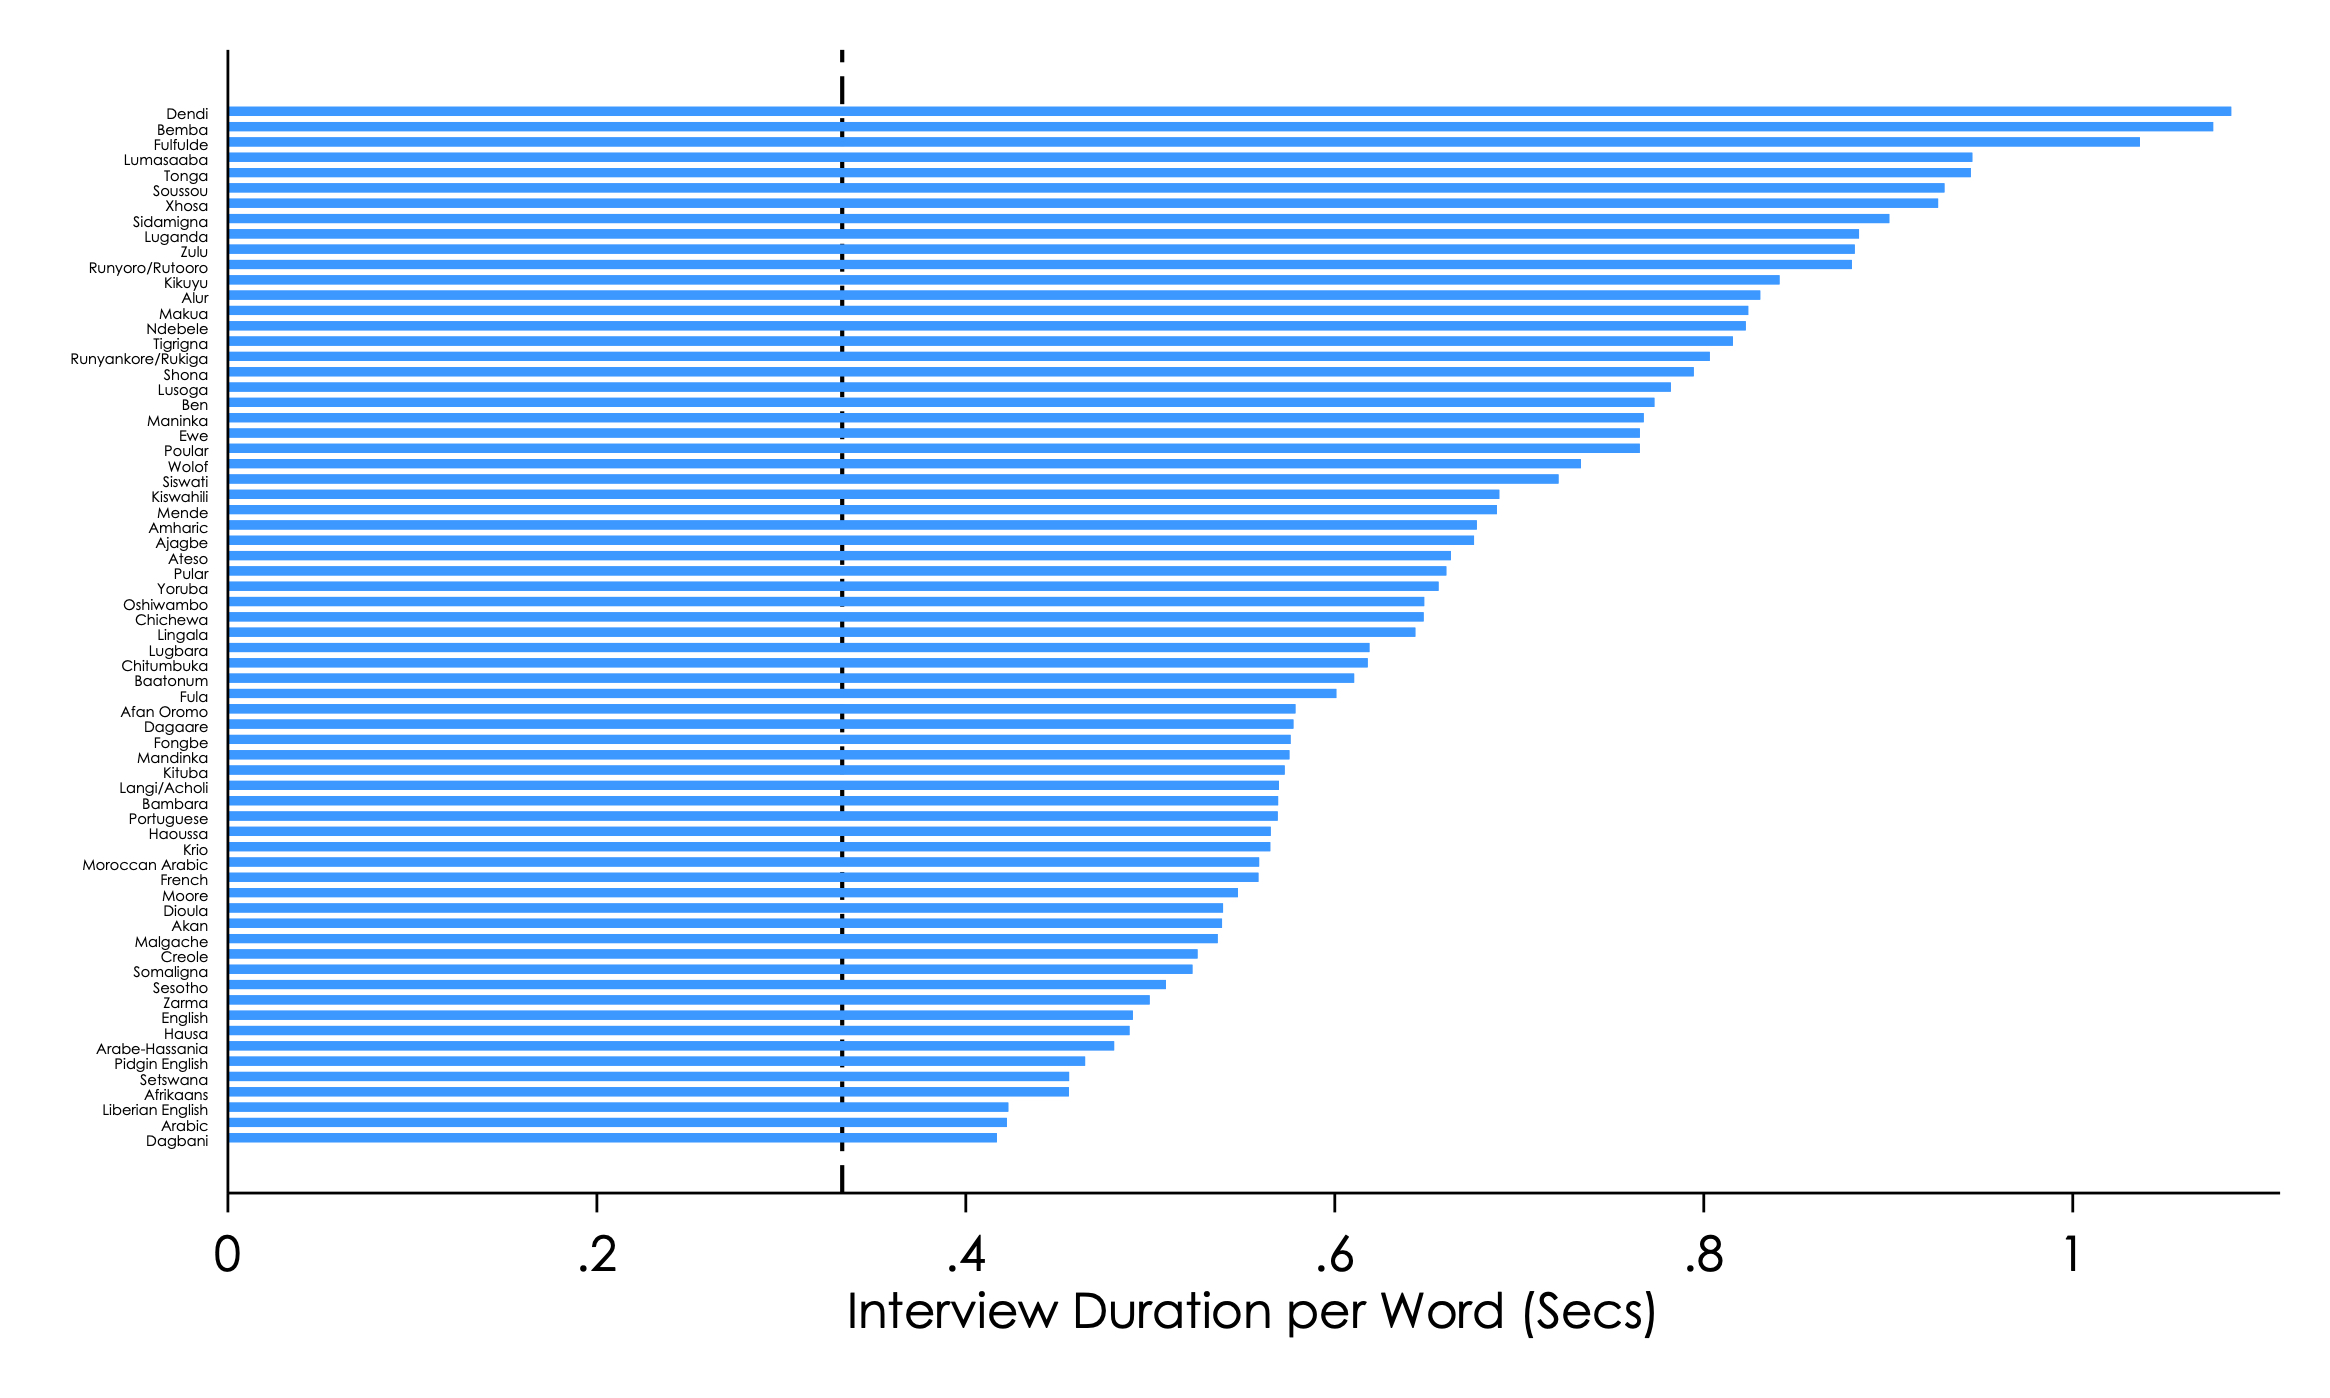 Dendi
Bemba
Fulfulde
Lumasaaba
Tonga
Soussou
Xhosa
Sidamigna
Luganda
Zulu
Runyoro/Rutooro
Kikuyu
Alur
Makua
Ndebele
Tigrigna
Runyankore/Rukiga
Shona
Lusoga
Ben
Maninka
Ewe
Poular
Wolof
Siswati
Kiswahili
Mende
Amharic
Ajagbe
Ateso
Pular
Yoruba
Oshiwambo
Chichewa
Lingala
Lugbara
Chitumbuka
Baatonum
Fula
Afan Oromo
Dagaare
Fongbe
Mandinka
Kituba
Langi/Acholi
Bambara
Portuguese
Haoussa
Krio
Moroccan Arabic
French
Moore
Dioula
Akan
Malgache
Creole
Somaligna
Sesotho
Zarma
English
Hausa
Arabe-Hassania
Pidgin English
Setswana
Afrikaans
Liberian English
Arabic
Dagbani
0 .2 .4 .6 .8 1
Interview Duration per Word (Secs)